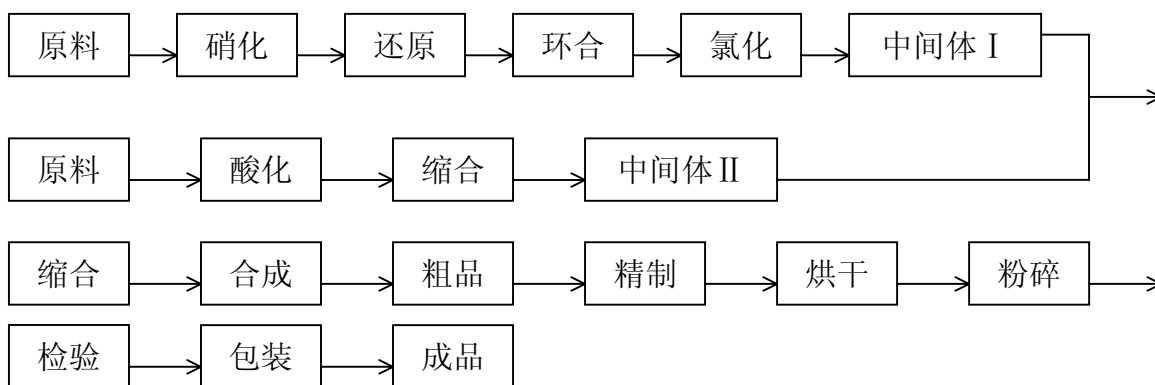 原料 硝化 还原 环合 氯化 中间体Ⅰ
原料 酸化 缩合 中间体Ⅱ
缩合 合成 粗品 精制 烘干 粉碎
检验 包装 成品